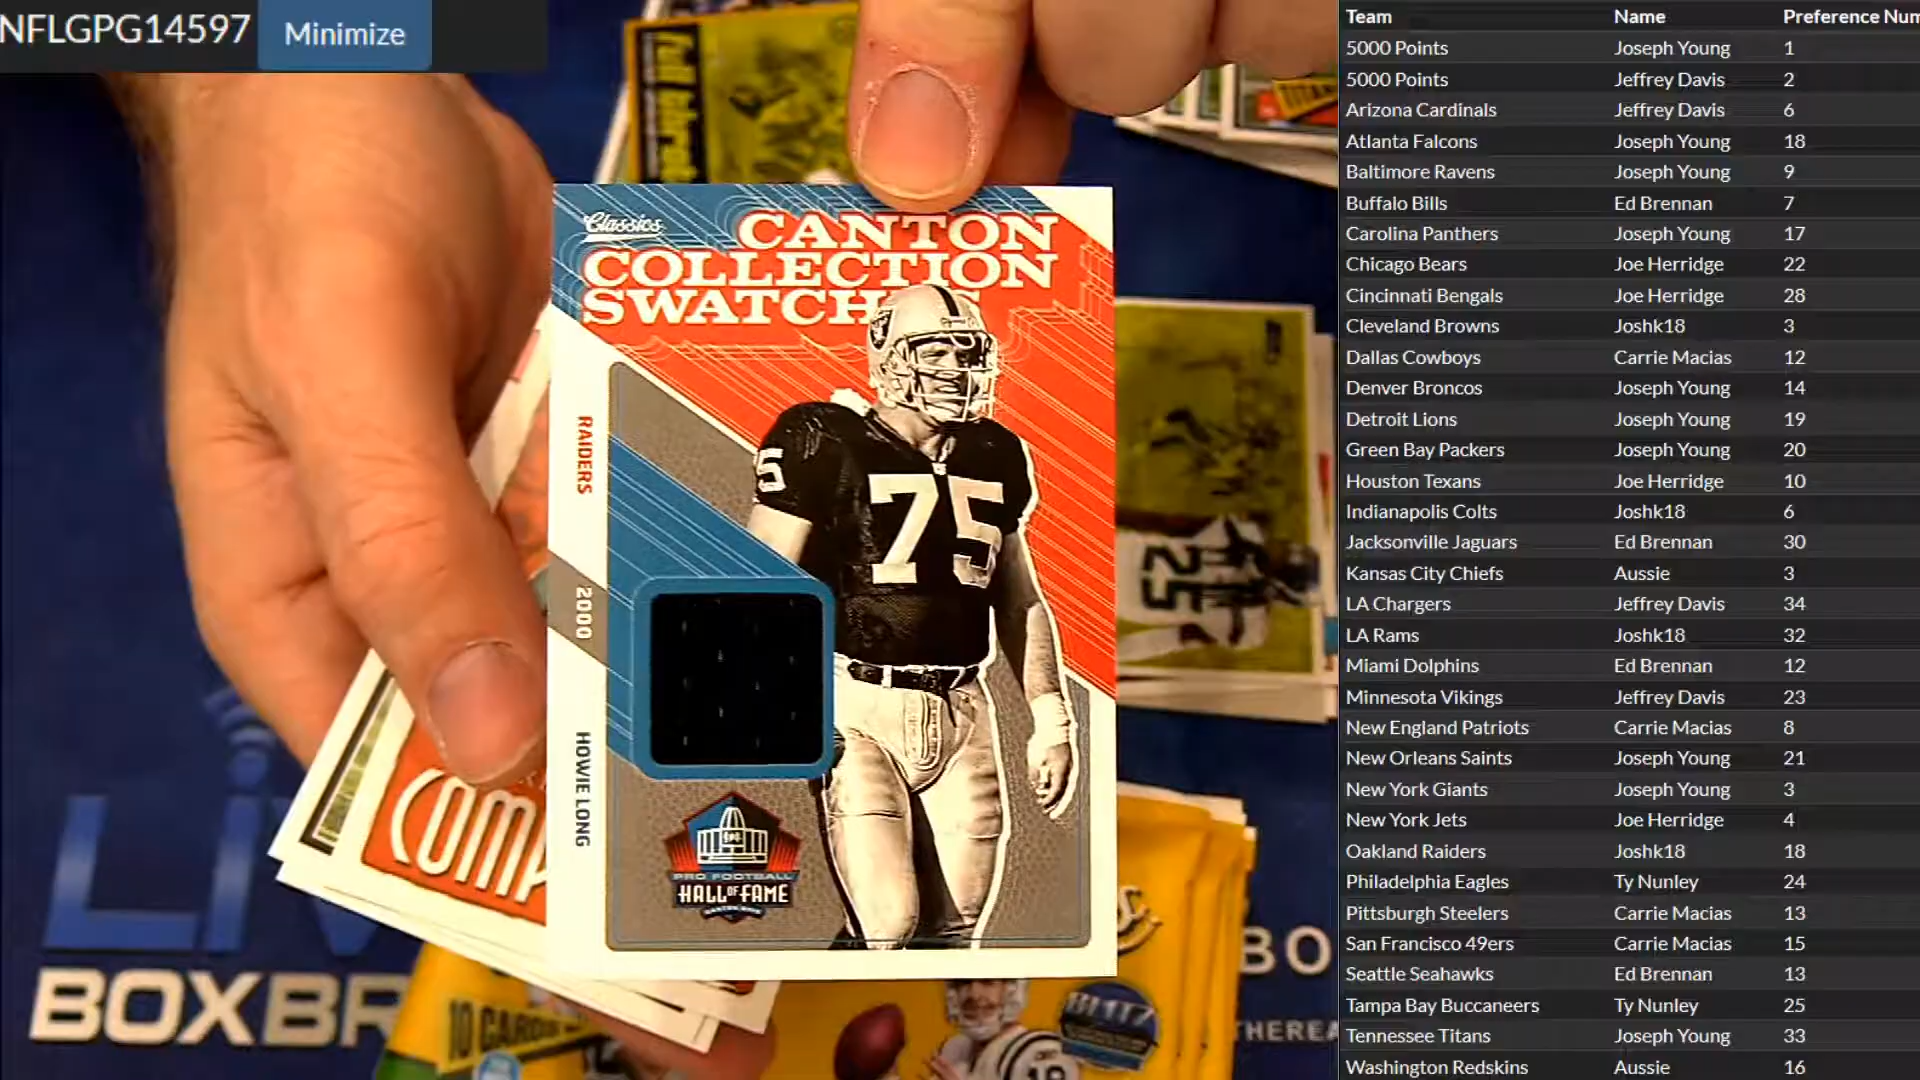 NFLGPG14597
Minimize
Classics
CANTON
COLLECTION
SWATCHES
RAIDERS
2000
HOWIE LONG
75
PRO FOOTBALL
HALL OF FAME
COM
25
LIV
BOXBR
10 CARDS
BLITZ
BO
THEREA
Team Name Preference Num
5000 Points Joseph Young 1
5000 Points Jeffrey Davis 2
Arizona Cardinals Jeffrey Davis 6
Atlanta Falcons Joseph Young 18
Baltimore Ravens Joseph Young 9
Buffalo Bills Ed Brennan 7
Carolina Panthers Joseph Young 17
Chicago Bears Joe Herridge 22
Cincinnati Bengals Joe Herridge 28
Cleveland Browns Joshk18 3
Dallas Cowboys Carrie Macias 12
Denver Broncos Joseph Young 14
Detroit Lions Joseph Young 19
Green Bay Packers Joseph Young 20
Houston Texans Joe Herridge 10
Indianapolis Colts Joshk18 6
Jacksonville Jaguars Ed Brennan 30
Kansas City Chiefs Aussie 3
LA Chargers Jeffrey Davis 34
LA Rams Joshk18 32
Miami Dolphins Ed Brennan 12
Minnesota Vikings Jeffrey Davis 23
New England Patriots Carrie Macias 8
New Orleans Saints Joseph Young 21
New York Giants Joseph Young 3
New York Jets Joe Herridge 4
Oakland Raiders Joshk18 18
Philadelphia Eagles Ty Nunley 24
Pittsburgh Steelers Carrie Macias 13
San Francisco 49ers Carrie Macias 15
Seattle Seahawks Ed Brennan 13
Tampa Bay Buccaneers Ty Nunley 25
Tennessee Titans Joseph Young 33
Washington Redskins Aussie 16